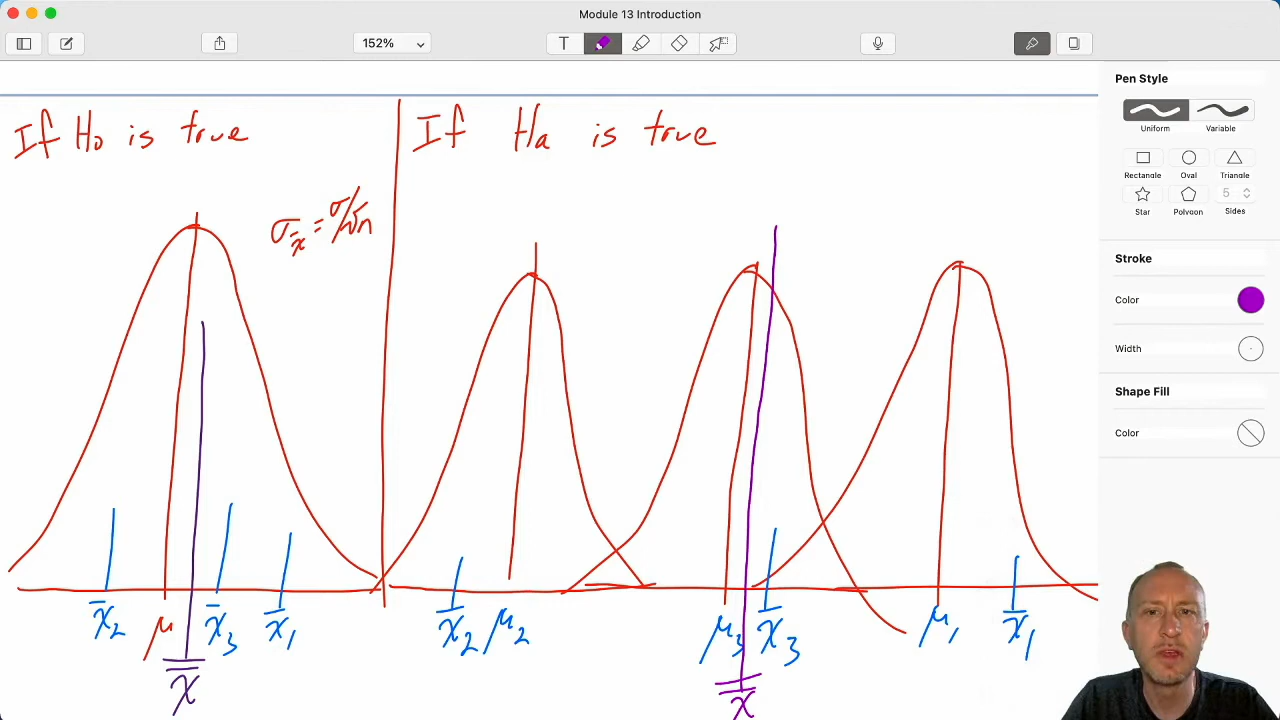 Module 13 Introduction
152%
T
If H₀ is true
If Ha is true
σx̄ = σ/√n
x̄₂ μ x̄₃ x̄₁
x̿
x̄₂ μ₂ μ₃ x̄₃ μ₁ x̄₁
x̿
Pen Style
Uniform Variable
Rectangle Oval Triangle
5
Star Polygon Sides
Stroke
Color
Width
Shape Fill
Color